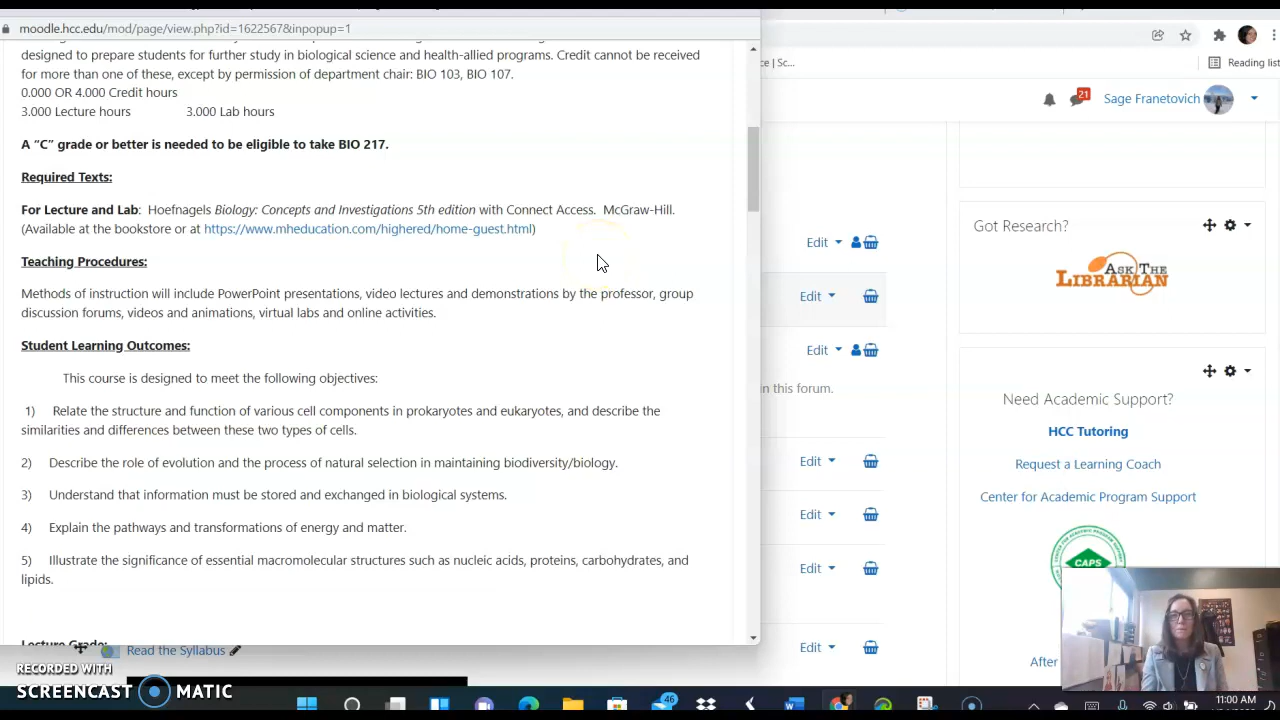 moodle.hcc.edu/mod/page/view.php?id=1622567&inpopup=1
designed to prepare students for further study in biological science and health-allied programs. Credit cannot be received
for more than one of these, except by permission of department chair: BIO 103, BIO 107.
0.000 OR 4.000 Credit hours
3.000 Lecture hours 3.000 Lab hours
A “C” grade or better is needed to be eligible to take BIO 217.
Required Texts:
For Lecture and Lab: Hoefnagels Biology: Concepts and Investigations 5th edition with Connect Access. McGraw-Hill.
(Available at the bookstore or at https://www.mheducation.com/highered/home-guest.html)
Teaching Procedures:
Methods of instruction will include PowerPoint presentations, video lectures and demonstrations by the professor, group
discussion forums, videos and animations, virtual labs and online activities.
Student Learning Outcomes:
This course is designed to meet the following objectives:
1) Relate the structure and function of various cell components in prokaryotes and eukaryotes, and describe the
similarities and differences between these two types of cells.
2) Describe the role of evolution and the process of natural selection in maintaining biodiversity/biology.
3) Understand that information must be stored and exchanged in biological systems.
4) Explain the pathways and transformations of energy and matter.
5) Illustrate the significance of essential macromolecular structures such as nucleic acids, proteins, carbohydrates, and
lipids.
Lecture Grade:
Read the Syllabus
RECORDED WITH
SCREENCAST MATIC
ce | Sc...
Reading list
21
Sage Franetovich
Edit
Edit
Edit
in this forum.
Edit
Edit
Edit
Edit
Got Research?
ASK THE
LIBRARIAN
Need Academic Support?
HCC Tutoring
Request a Learning Coach
Center for Academic Program Support
CAPS
After
46
11:00 AM